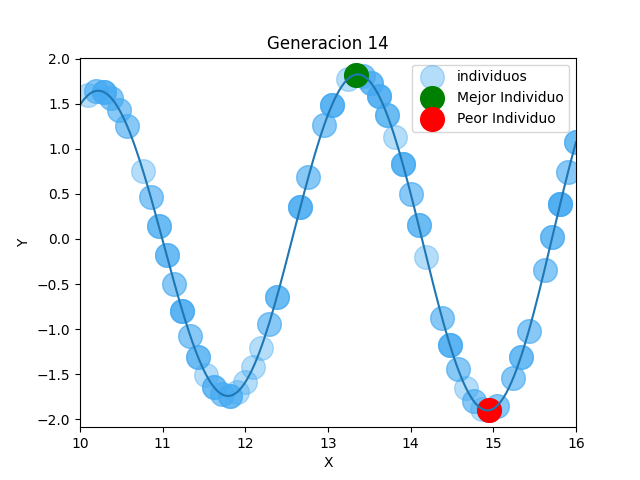 Generacion 14
individuos
Mejor Individuo
Peor Individuo
2.0
1.5
1.0
0.5
0.0
−0.5
−1.0
−1.5
−2.0
Y
10 11 12 13 14 15 16
X